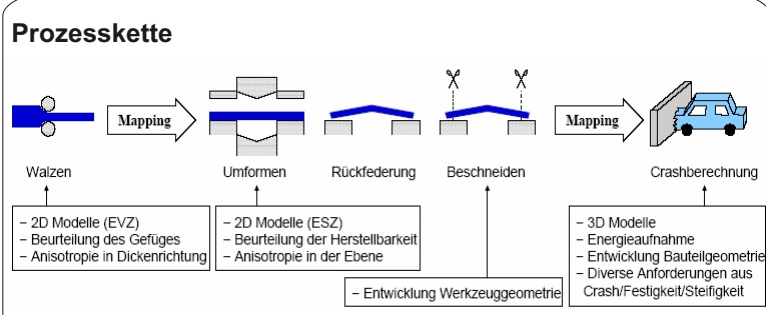 Prozesskette
Mapping
Mapping
Walzen
Umformen
Rückfederung
Beschneiden
Crashberechnung
– 2D Modelle (EVZ)
– Beurteilung des Gefüges
– Anisotropie in Dickenrichtung
– 2D Modelle (ESZ)
– Beurteilung der Herstellbarkeit
– Anisotropie in der Ebene
– Entwicklung Werkzeuggeometrie
– 3D Modelle
– Energieaufnahme
– Entwicklung Bauteilgeometrie
– Diverse Anforderungen aus
Crash/Festigkeit/Steifigkeit